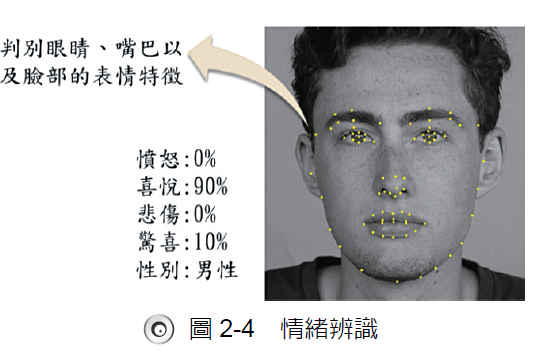 判別眼睛、嘴巴以
及臉部的表情特徵
憤怒:0%
喜悅:90%
悲傷:0%
驚喜:10%
性別:男性
圖 2-4 情緒辨識